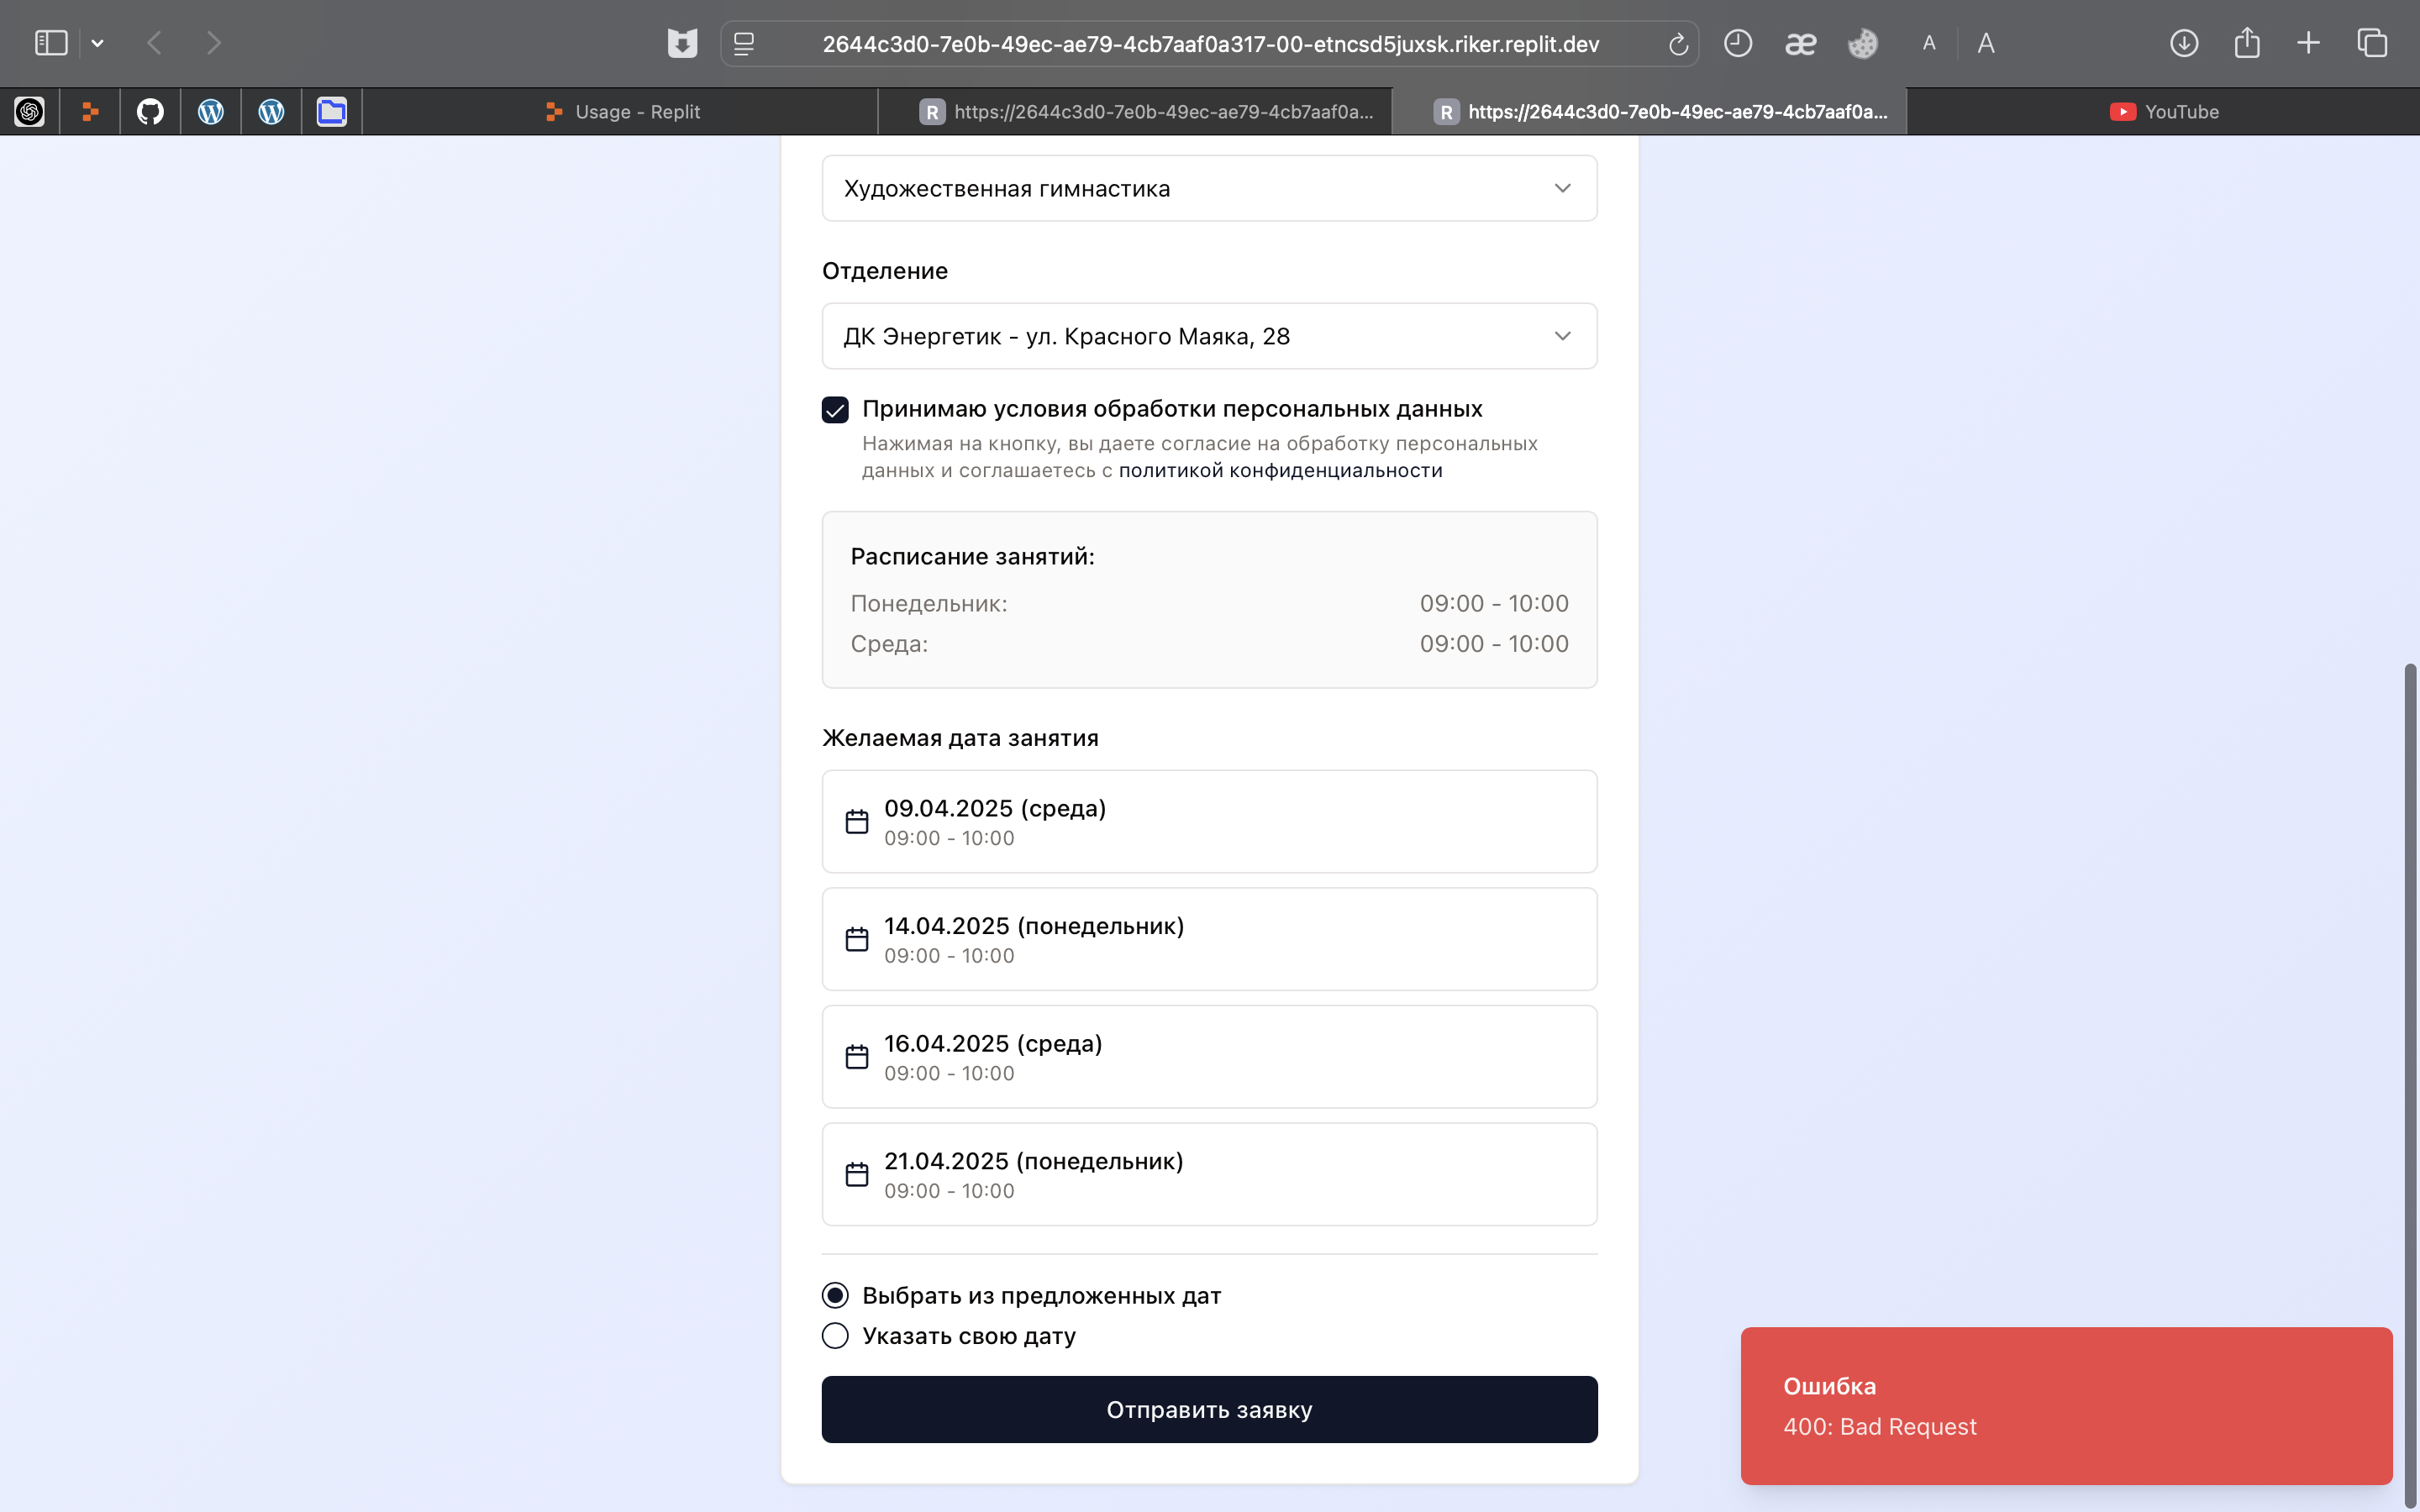 2644c3d0-7e0b-49ec-ae79-4cb7aaf0a317-00-etncsd5juxsk.riker.replit.dev
æ
A
A
Usage - Replit
R https://2644c3d0-7e0b-49ec-ae79-4cb7aaf0a...
R https://2644c3d0-7e0b-49ec-ae79-4cb7aaf0a...
YouTube
Художественная гимнастика
Отделение
ДК Энергетик - ул. Красного Маяка, 28
Принимаю условия обработки персональных данных
Нажимая на кнопку, вы даете согласие на обработку персональных
данных и соглашаетесь с политикой конфиденциальности
Расписание занятий:
Понедельник: 09:00 - 10:00
Среда: 09:00 - 10:00
Желаемая дата занятия
09.04.2025 (среда)
09:00 - 10:00
14.04.2025 (понедельник)
09:00 - 10:00
16.04.2025 (среда)
09:00 - 10:00
21.04.2025 (понедельник)
09:00 - 10:00
Выбрать из предложенных дат
Указать свою дату
Отправить заявку
Ошибка
400: Bad Request